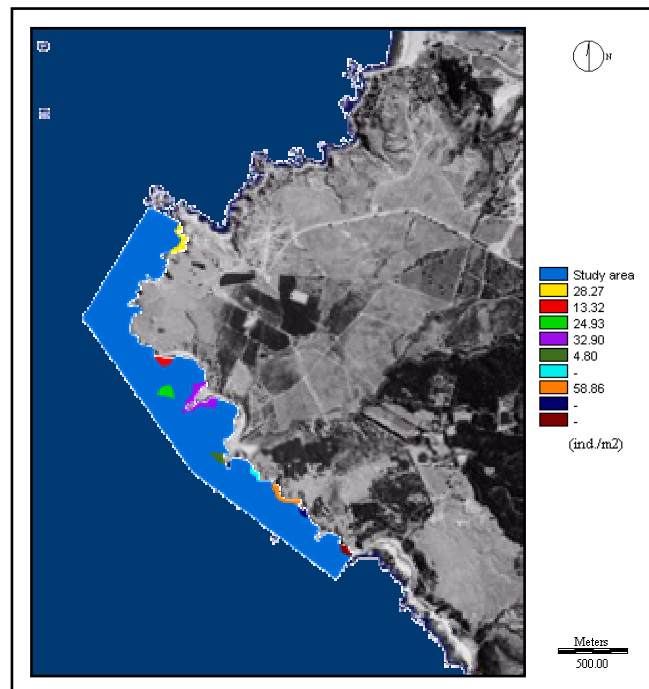 N
Study area
28.27
13.32
24.93
32.90
4.80
-
58.86
-
-
(ind./m2)
Meters
500.00